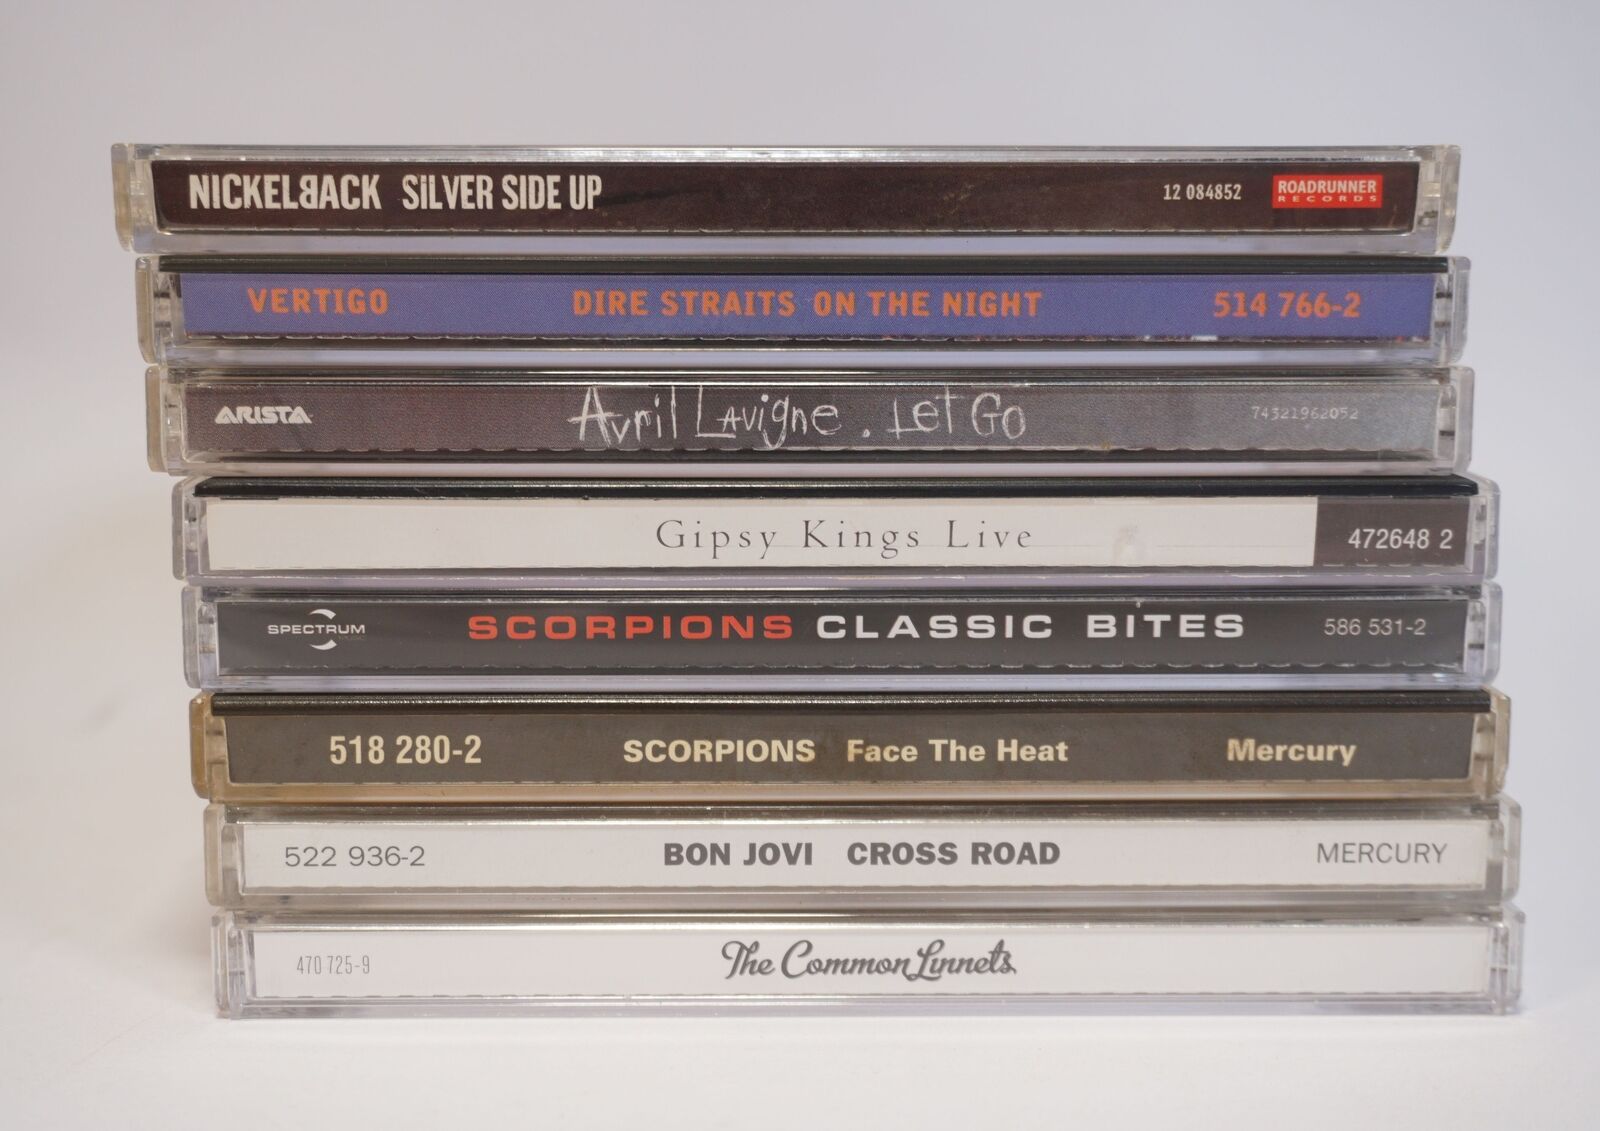 NICKELBACK SILVER SIDE UP 12 084852 ROADRUNNER RECORDS
VERTIGO DIRE STRAITS ON THE NIGHT 514 766-2
ARISTA Avril Lavigne. Let Go 74321962052
Gipsy Kings Live 472648 2
SPECTRUM MUSIC SCORPIONS CLASSIC BITES 586 531-2
518 280-2 SCORPIONS Face The Heat Mercury
522 936-2 BON JOVI CROSS ROAD MERCURY
470 725-9 The Common Linnets